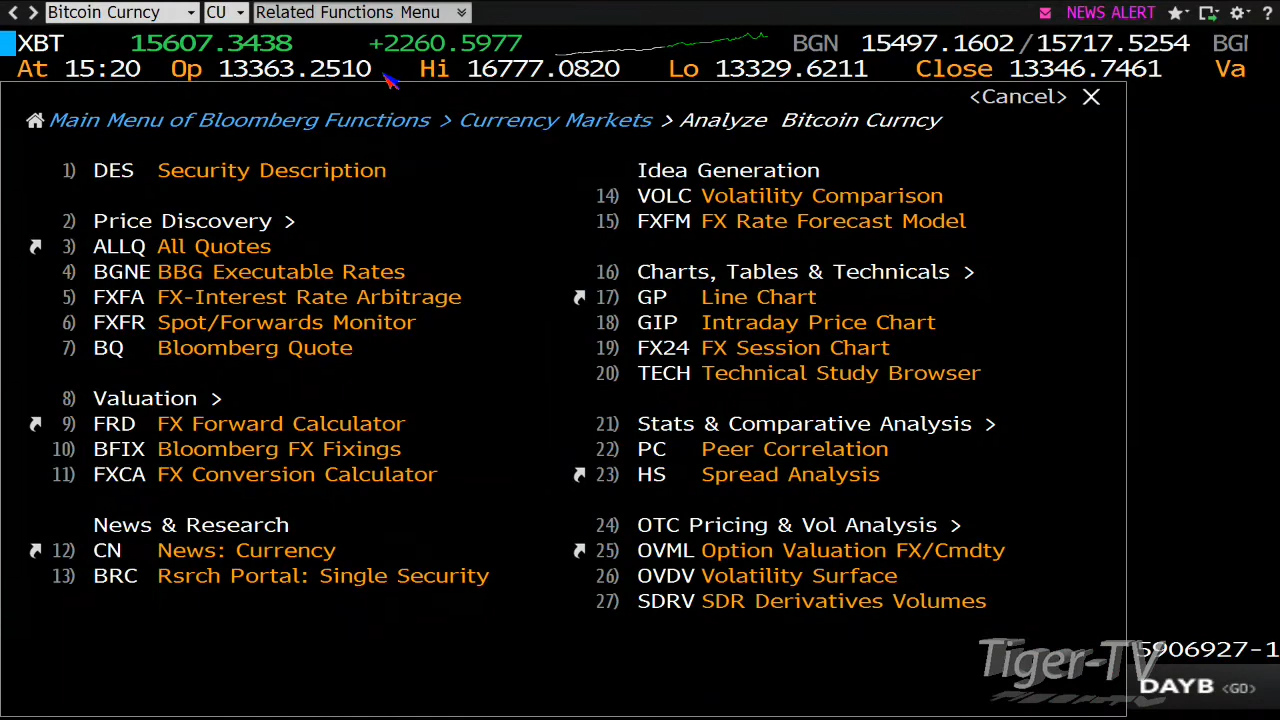 Bitcoin Curncy CU Related Functions Menu NEWS ALERT ?
XBT 15607.3438 +2260.5977 BGN 15497.1602/15717.5254 BGN
At 15:20 Op 13363.2510 Hi 16777.0820 Lo 13329.6211 Close 13346.7461 Va
<Cancel> X
Main Menu of Bloomberg Functions > Currency Markets > Analyze Bitcoin Curncy
1) DES Security Description
2) Price Discovery >
3) ALLQ All Quotes
4) BGNE BBG Executable Rates
5) FXFA FX-Interest Rate Arbitrage
6) FXFR Spot/Forwards Monitor
7) BQ Bloomberg Quote
8) Valuation >
9) FRD FX Forward Calculator
10) BFIX Bloomberg FX Fixings
11) FXCA FX Conversion Calculator
News & Research
12) CN News: Currency
13) BRC Rsrch Portal: Single Security
Idea Generation
14) VOLC Volatility Comparison
15) FXFM FX Rate Forecast Model
16) Charts, Tables & Technicals >
17) GP Line Chart
18) GIP Intraday Price Chart
19) FX24 FX Session Chart
20) TECH Technical Study Browser
21) Stats & Comparative Analysis >
22) PC Peer Correlation
23) HS Spread Analysis
24) OTC Pricing & Vol Analysis >
25) OVML Option Valuation FX/Cmdty
26) OVDV Volatility Surface
27) SDRV SDR Derivatives Volumes
5906927-1
Tiger-TV
DAYB <GO>